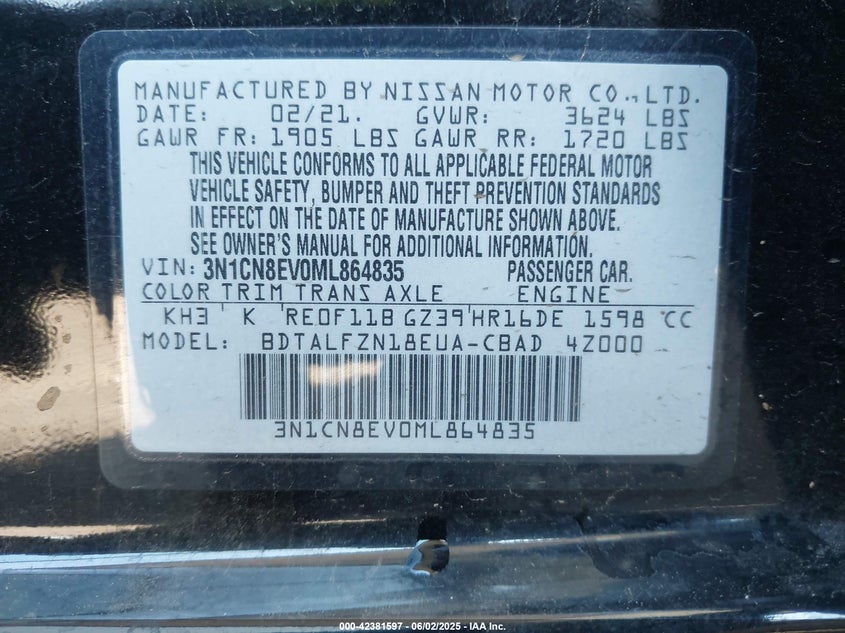 MANUFACTURED BY NISSAN MOTOR CO., LTD.
DATE: 02/21. GVWR: 3624 LBS
GAWR FR: 1905 LBS GAWR RR: 1720 LBS
THIS VEHICLE CONFORMS TO ALL APPLICABLE FEDERAL MOTOR
VEHICLE SAFETY, BUMPER AND THEFT PREVENTION STANDARDS
IN EFFECT ON THE DATE OF MANUFACTURE SHOWN ABOVE.
SEE OWNER'S MANUAL FOR ADDITIONAL INFORMATION.
VIN: 3N1CN8EV0ML864835 PASSENGER CAR.
COLOR TRIM TRANS AXLE ENGINE
KH3 K RE0F11B GZ39 HR16DE 1598 CC
MODEL: BDTALFZN18EUA-CBAD 4Z000
3N1CN8EV0ML864835
000-42381597 - 06/02/2025 - IAA Inc.